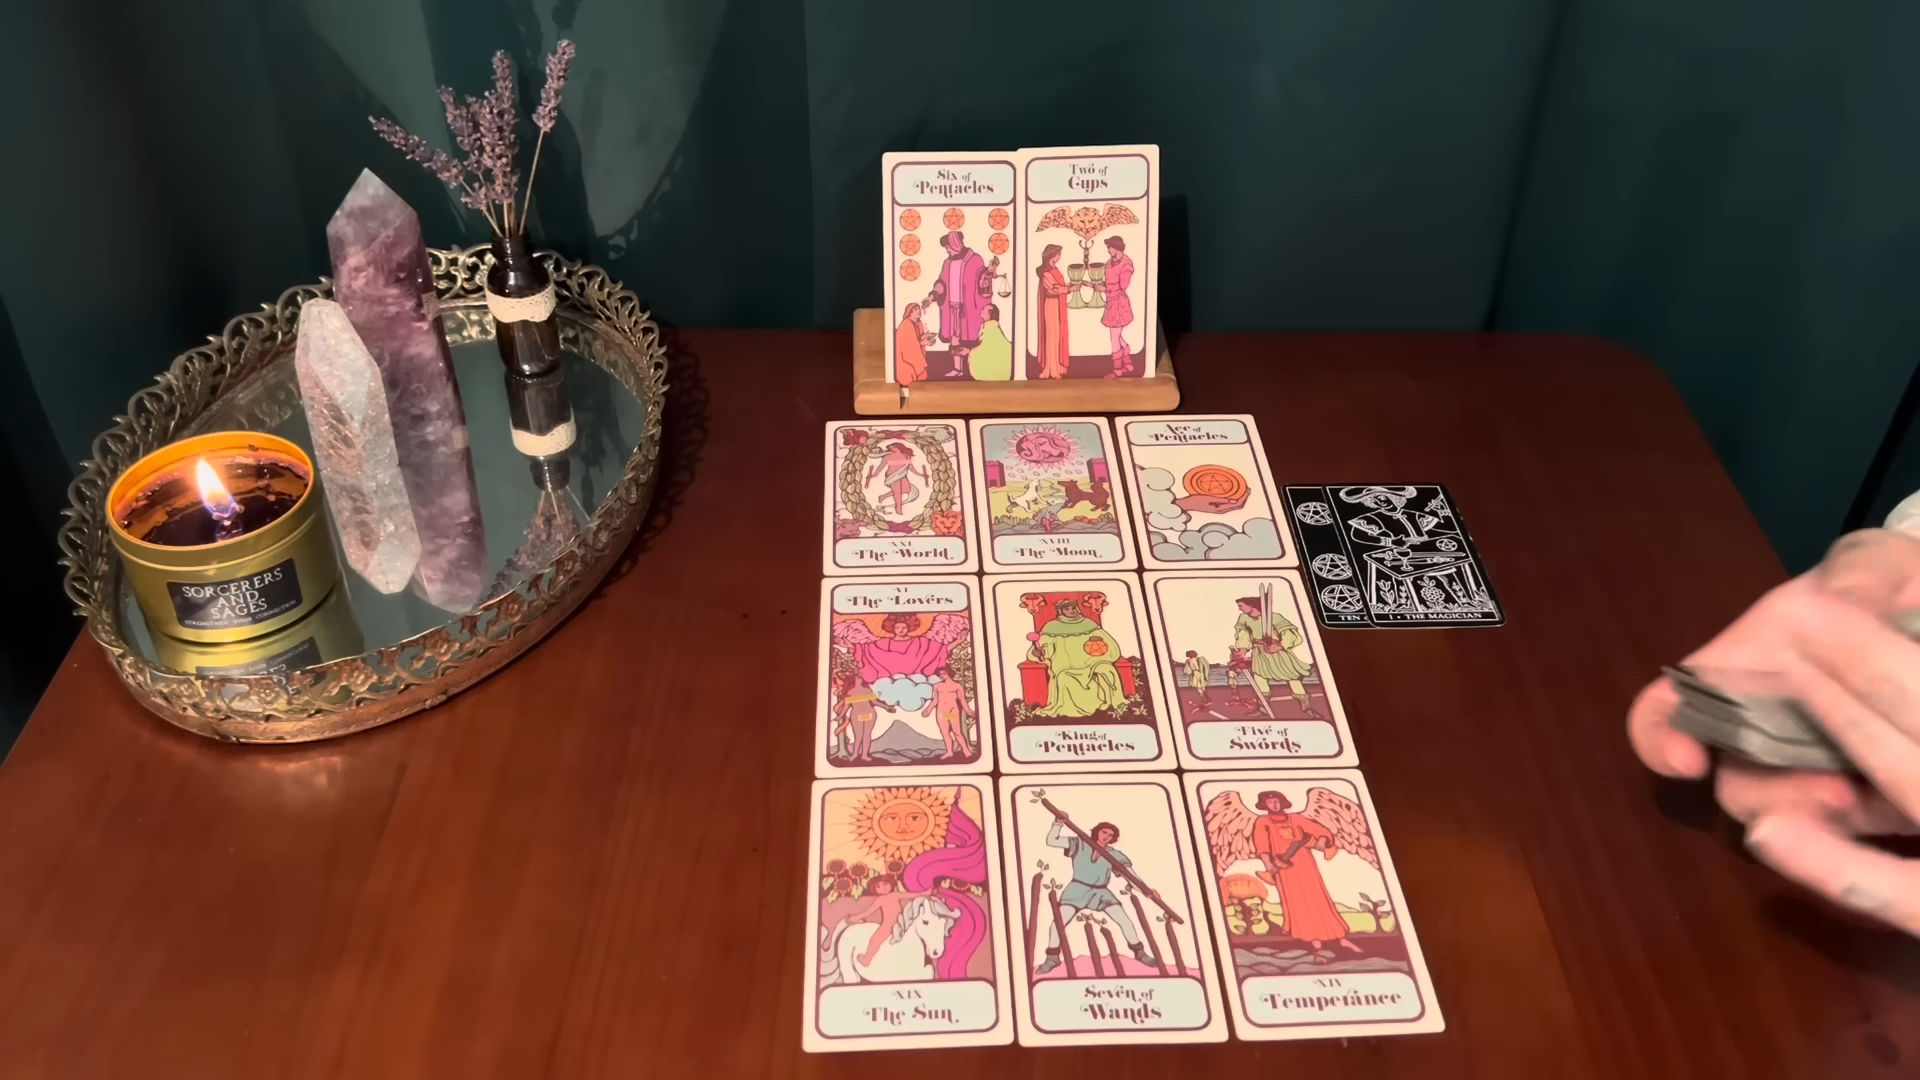 Six of
Pentacles
Two of
Cups
XXI
The World
XVIII
The Moon
Ace of
Pentacles
VI
The Lovers
King of
Pentacles
Five of
Swords
XIX
The Sun
Seven of
Wands
XIV
Temperance
TEN
I • THE MAGICIAN
SORCERERS
AND
SAGES